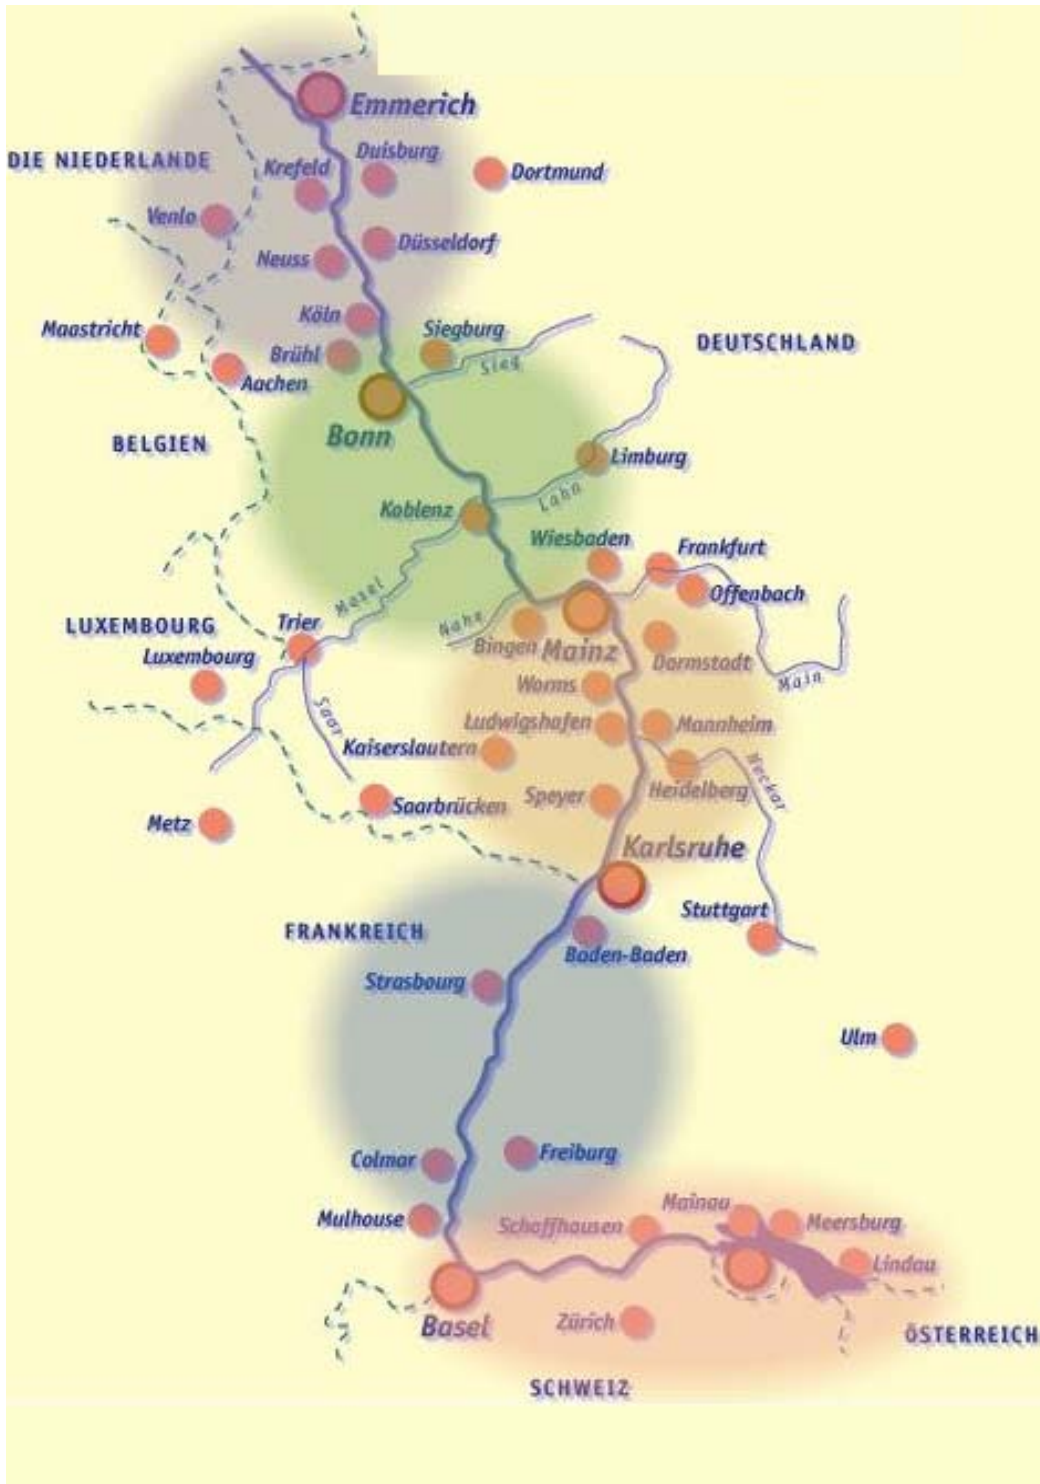 Emmerich
Duisburg
DIE NIEDERLANDE
Krefeld
Dortmund
Venlo
Düsseldorf
Neuss
Köln
Maastricht
Siegburg
DEUTSCHLAND
Brühl
Sieg
Aachen
Bonn
BELGIEN
Limburg
Lahn
Koblenz
Wiesbaden
Frankfurt
Offenbach
Mosel
Nahe
Trier
LUXEMBOURG
Bingen
Mainz
Luxembourg
Darmstadt
Main
Worms
Saar
Ludwigshafen
Mannheim
Kaiserslautern
Neckar
Heidelberg
Speyer
Saarbrücken
Metz
Karlsruhe
Stuttgart
FRANKREICH
Baden-Baden
Strasbourg
Ulm
Freiburg
Colmar
Mainau
Mulhouse
Schaffhausen
Meersburg
Lindau
Basel
Zürich
ÖSTERREICH
SCHWEIZ